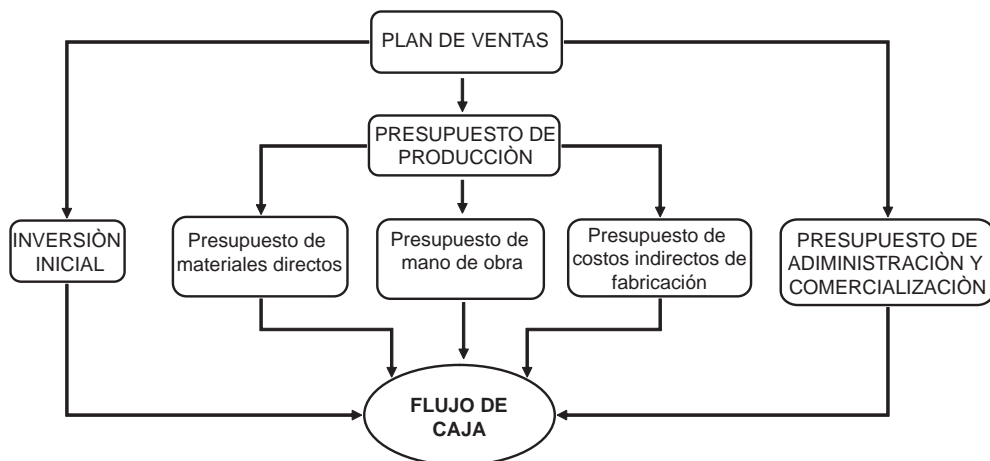 PLAN DE VENTAS
PRESUPUESTO DE
PRODUCCIÒN
INVERSIÒN
INICIAL
Presupuesto de
materiales directos
Presupuesto de
mano de obra
Presupuesto de
costos indirectos de
fabricación
PRESUPUESTO DE
ADIMINISTRACIÒN Y
COMERCIALIZACIÒN
FLUJO DE
CAJA